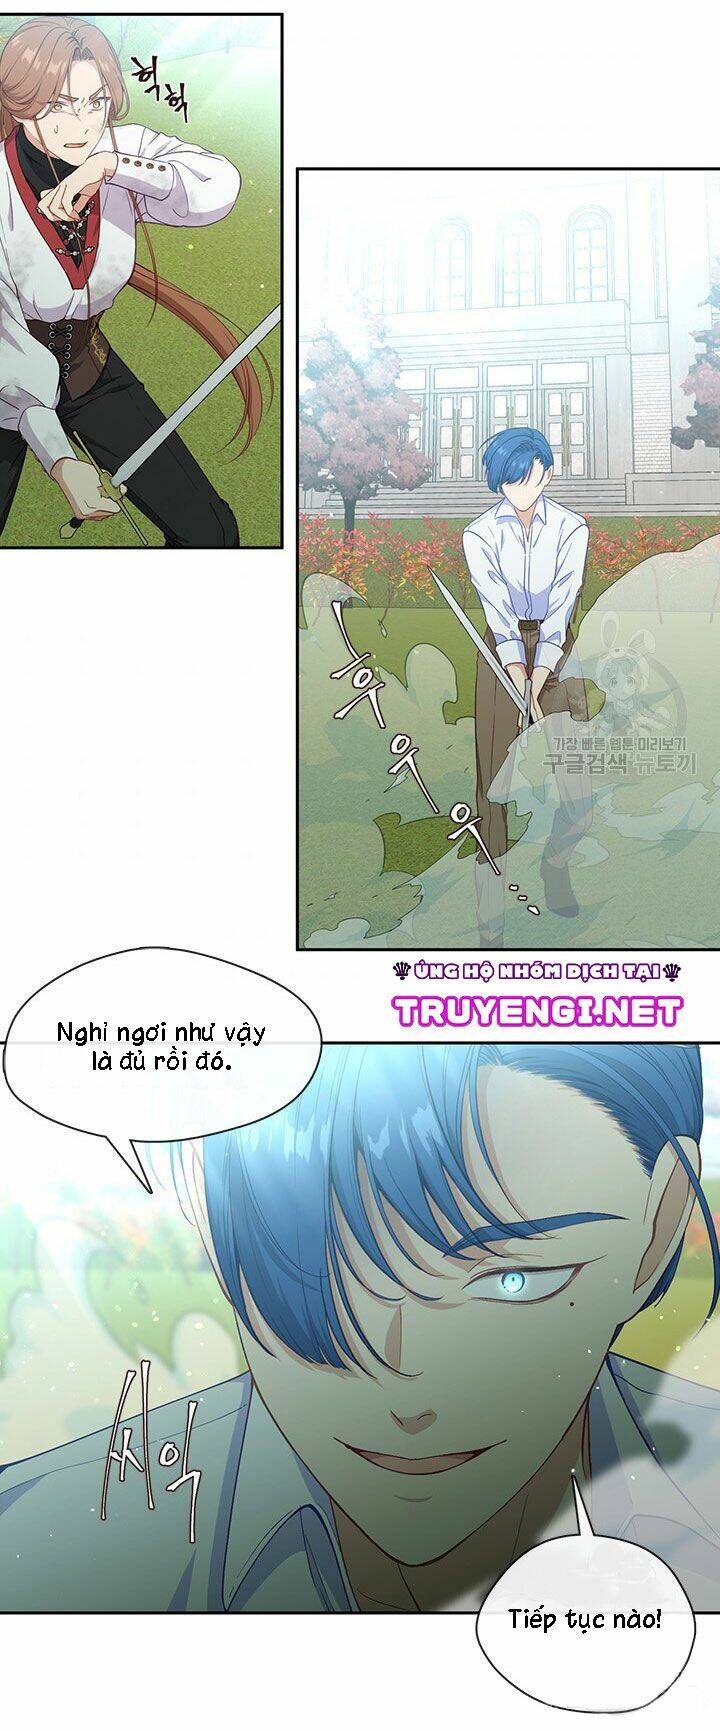 헉
헉
후우우우..
가장 빠른 웹툰 미리보기
구글검색 뉴토끼
ỦNG HỘ NHÓM DỊCH TẠI
TRUYENGI.NET
Nghỉ ngơi như vậy
là đủ rồi đó.
씨익
Tiếp tục nào!